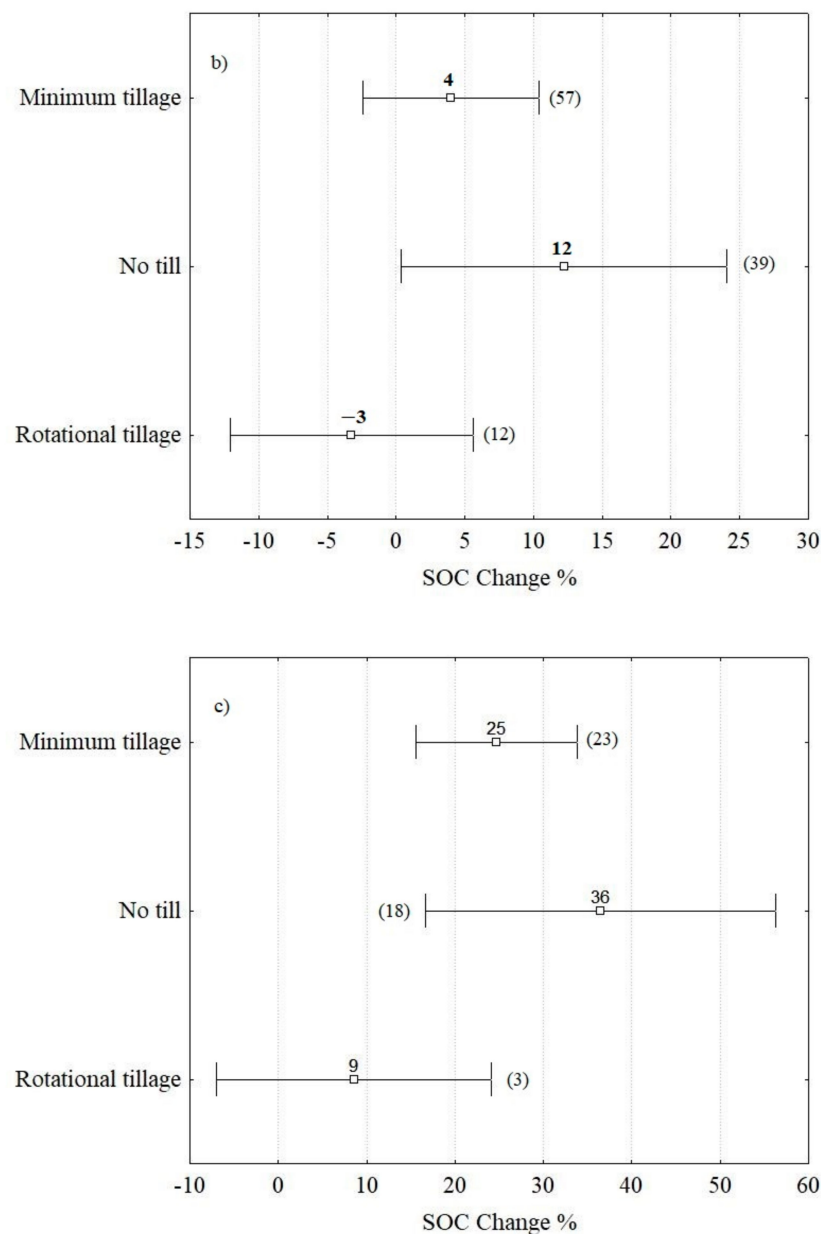 b)
4
Minimum tillage
(57)
12
No till
(39)
−3
Rotational tillage
(12)
-15 -10 -5 0 5 10 15 20 25 30
SOC Change %
c)
25
Minimum tillage
(23)
36
No till
(18)
9
Rotational tillage
(3)
-10 0 10 20 30 40 50 60
SOC Change %